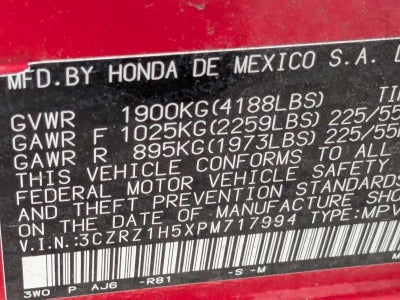 MFD.BY HONDA DE MEXICO S.A.
GVWR 1900KG(4188LBS)
GAWR F 1025KG(2259LBS) 225/55
GAWR R 895KG(1973LBS) 225/55
THIS VEHICLE CONFORMS TO ALL
FEDERAL MOTOR VEHICLE SAFETY
AND THEFT PREVENTION STANDARDS
ON THE DATE OF MANUFACTURE SHO
V.I.N.:3CZRZ1H5XPM717994 TYPE:MPV
3WO P AJ6 -R81 -S -M